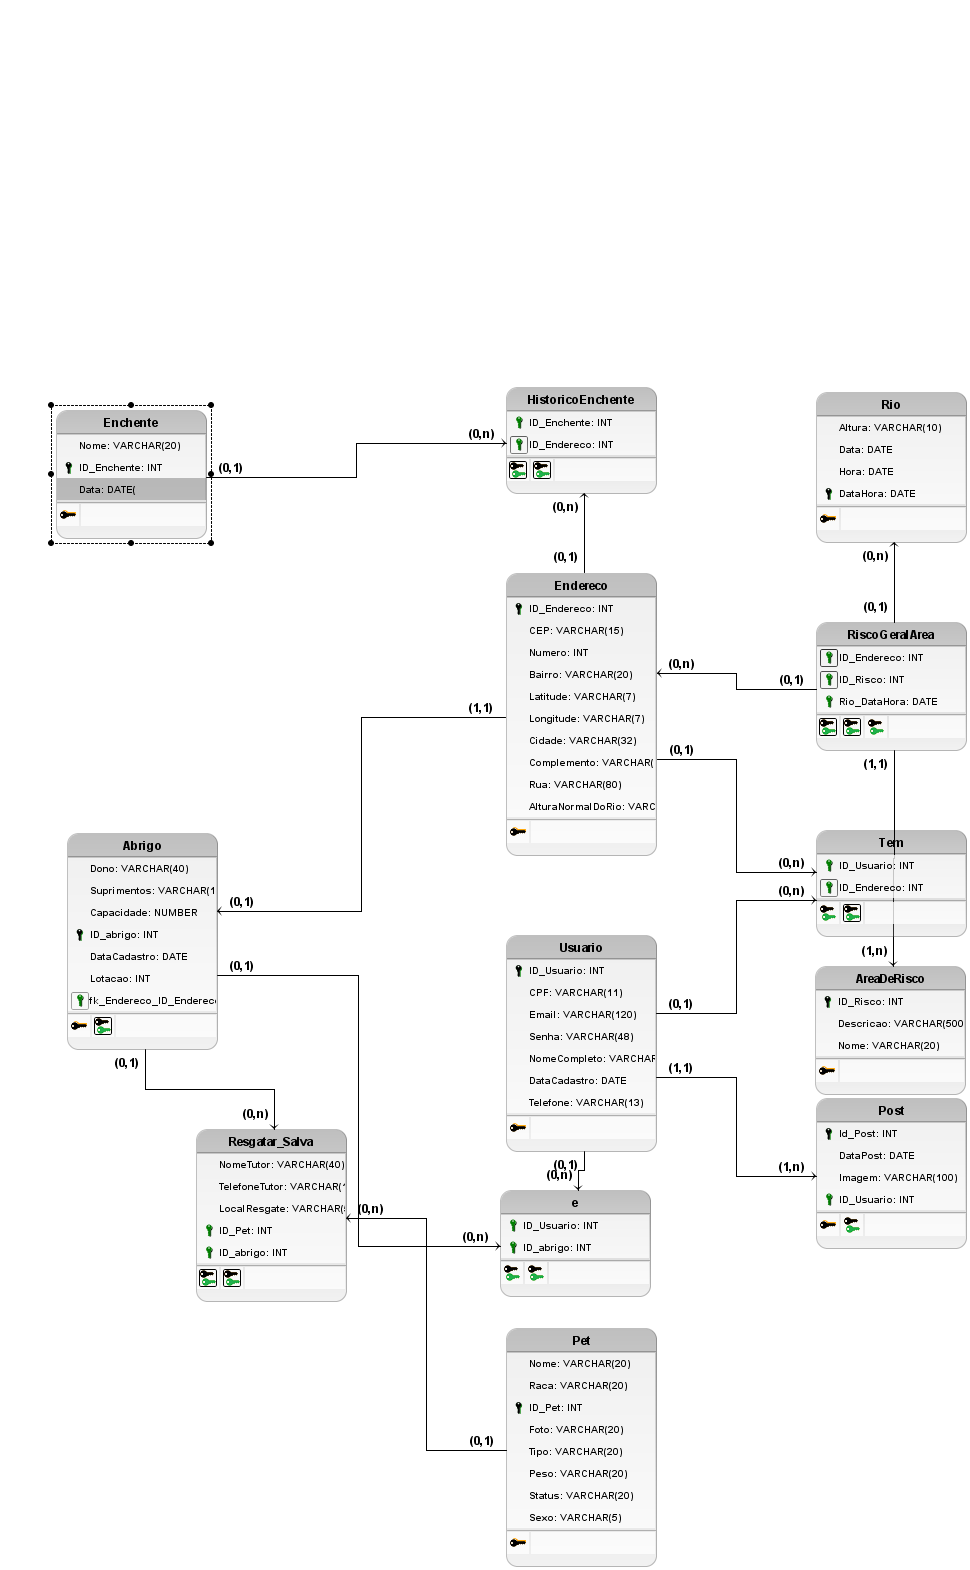 Enchente
Nome: VARCHAR(20)
ID_Enchente: INT
Data: DATE(
(0,1)
(0,n)
HistoricoEnchente
ID_Enchente: INT
ID_Endereco: INT
(0,n)
(0,1)
Rio
Altura: VARCHAR(10)
Data: DATE
Hora: DATE
DataHora: DATE
(0,n)
(0,1)
Endereco
ID_Endereco: INT
CEP: VARCHAR(15)
Numero: INT
Bairro: VARCHAR(20)
Latitude: VARCHAR(7)
Longitude: VARCHAR(7)
Cidade: VARCHAR(32)
Complemento: VARCHAR(
Rua: VARCHAR(80)
AlturaNormalDoRio: VARC
(0,n)
(0,1)
(1,1)
(0,1)
RiscoGeralArea
ID_Endereco: INT
ID_Risco: INT
Rio_DataHora: DATE
(1,1)
Abrigo
Dono: VARCHAR(40)
Suprimentos: VARCHAR(1
Capacidade: NUMBER
ID_abrigo: INT
DataCadastro: DATE
Lotacao: INT
fk_Endereco_ID_Endereco
(0,1)
(0,1)
(0,1)
(0,n)
(0,n)
(0,n)
Tem
ID_Usuario: INT
ID_Endereco: INT
(1,n)
Usuario
ID_Usuario: INT
CPF: VARCHAR(11)
Email: VARCHAR(120)
Senha: VARCHAR(48)
NomeCompleto: VARCHAR
DataCadastro: DATE
Telefone: VARCHAR(13)
(0,1)
(1,1)
(0,1)
(0,n)
AreaDeRisco
ID_Risco: INT
Descricao: VARCHAR(500
Nome: VARCHAR(20)
Post
Id_Post: INT
DataPost: DATE
Imagem: VARCHAR(100)
ID_Usuario: INT
(1,n)
Resgatar_Salva
NomeTutor: VARCHAR(40)
TelefoneTutor: VARCHAR(
LocalResgate: VARCHAR(
ID_Pet: INT
ID_abrigo: INT
(0,n)
(0,n)
e
ID_Usuario: INT
ID_abrigo: INT
Pet
Nome: VARCHAR(20)
Raca: VARCHAR(20)
ID_Pet: INT
Foto: VARCHAR(20)
Tipo: VARCHAR(20)
Peso: VARCHAR(20)
Status: VARCHAR(20)
Sexo: VARCHAR(5)
(0,1)